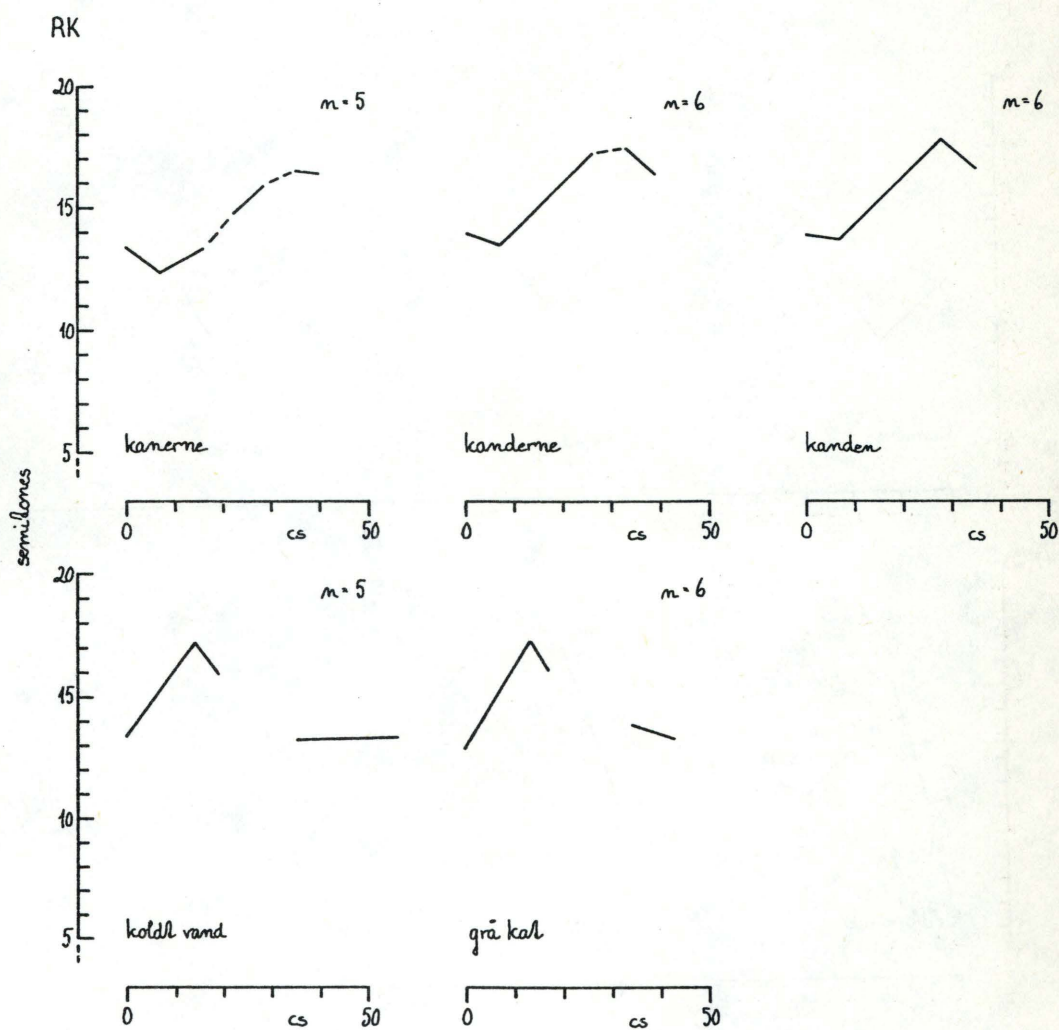 RK
20
15
10
5
n=5
kanerne
0 cs 50
n=6
kanderne
0 cs 50
n=6
kanden
0 cs 50
semitones
20
15
10
5
n=5
koldt vand
0 cs 50
n=6
grå kat
0 cs 50